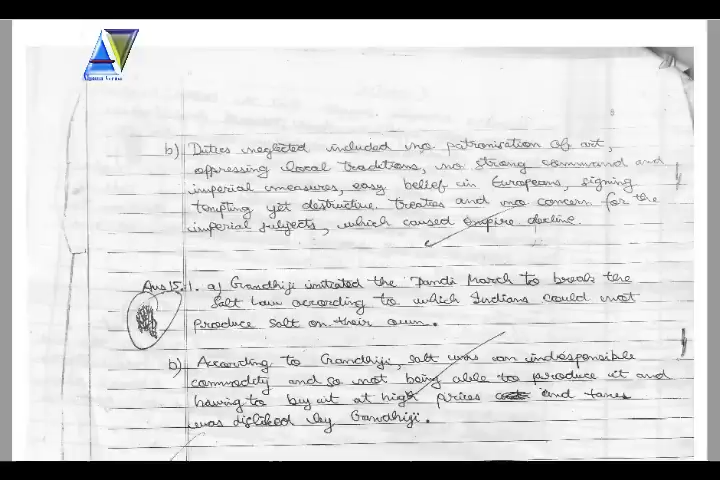 b) Duties neglected included no patronisation of art,
oppressing local traditions, no strong command and
imperial measures, easy belief in Europeans, signing
tempting yet destructive treaties and no concern for the
imperial subjects, which caused empire decline.
Ans 15. 1. a) Gandhiji initiated the Dandi March to break the
Salt Law according to which Indians could not
produce salt on their own.
b) According to Gandhiji, salt was an indespensible
commodity and so not being able to produce it and
having to buy it at high prices and taxes
was disliked by Gandhiji.